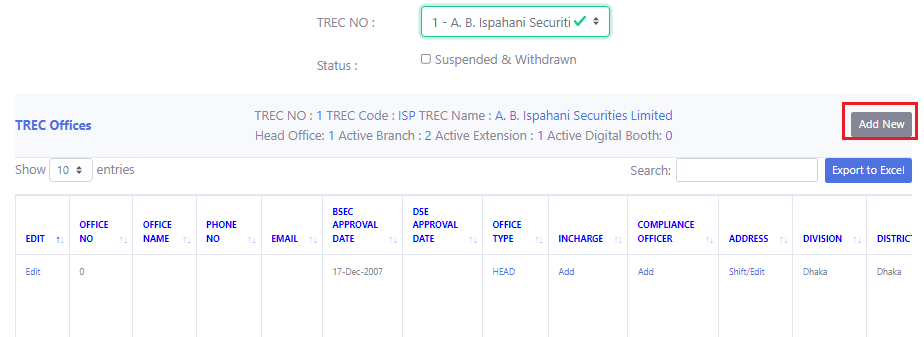 TREC NO :
1 - A. B. Ispahani Securiti
Status :
Suspended & Withdrawn
TREC Offices
TREC NO : 1 TREC Code : ISP TREC Name : A. B. Ispahani Securities Limited
Head Office: 1 Active Branch : 2 Active Extension : 1 Active Digital Booth: 0
Add New
Show 10 entries
Search:
Export to Excel
EDIT
OFFICE NO
OFFICE NAME
PHONE NO
EMAIL
BSEC APPROVAL DATE
DSE APPROVAL DATE
OFFICE TYPE
INCHARGE
COMPLIANCE OFFICER
ADDRESS
DIVISION
DISTRICT
Edit
0
17-Dec-2007
HEAD
Add
Add
Shift/Edit
Dhaka
Dhaka